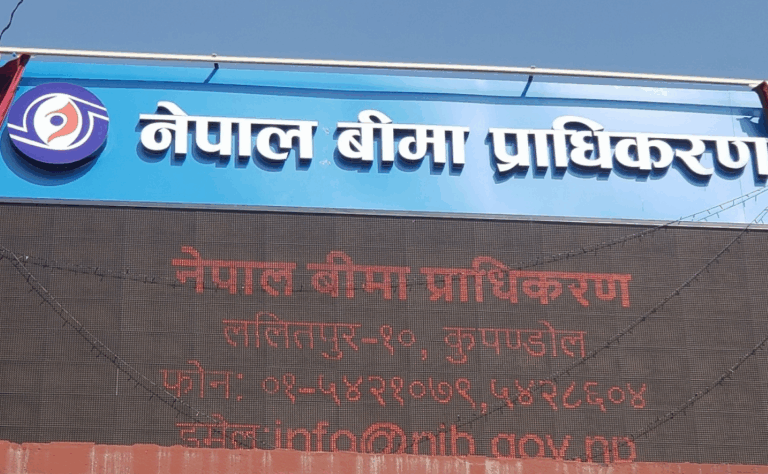 नेपाल बीमा प्राधिकरण
नेपाल बीमा प्राधिकरण
ललितपुर-१०, कुपण्डोल
फोन: ०१-५४२१०७९,५४२८६०४
इमेल:info@nib.gov.np